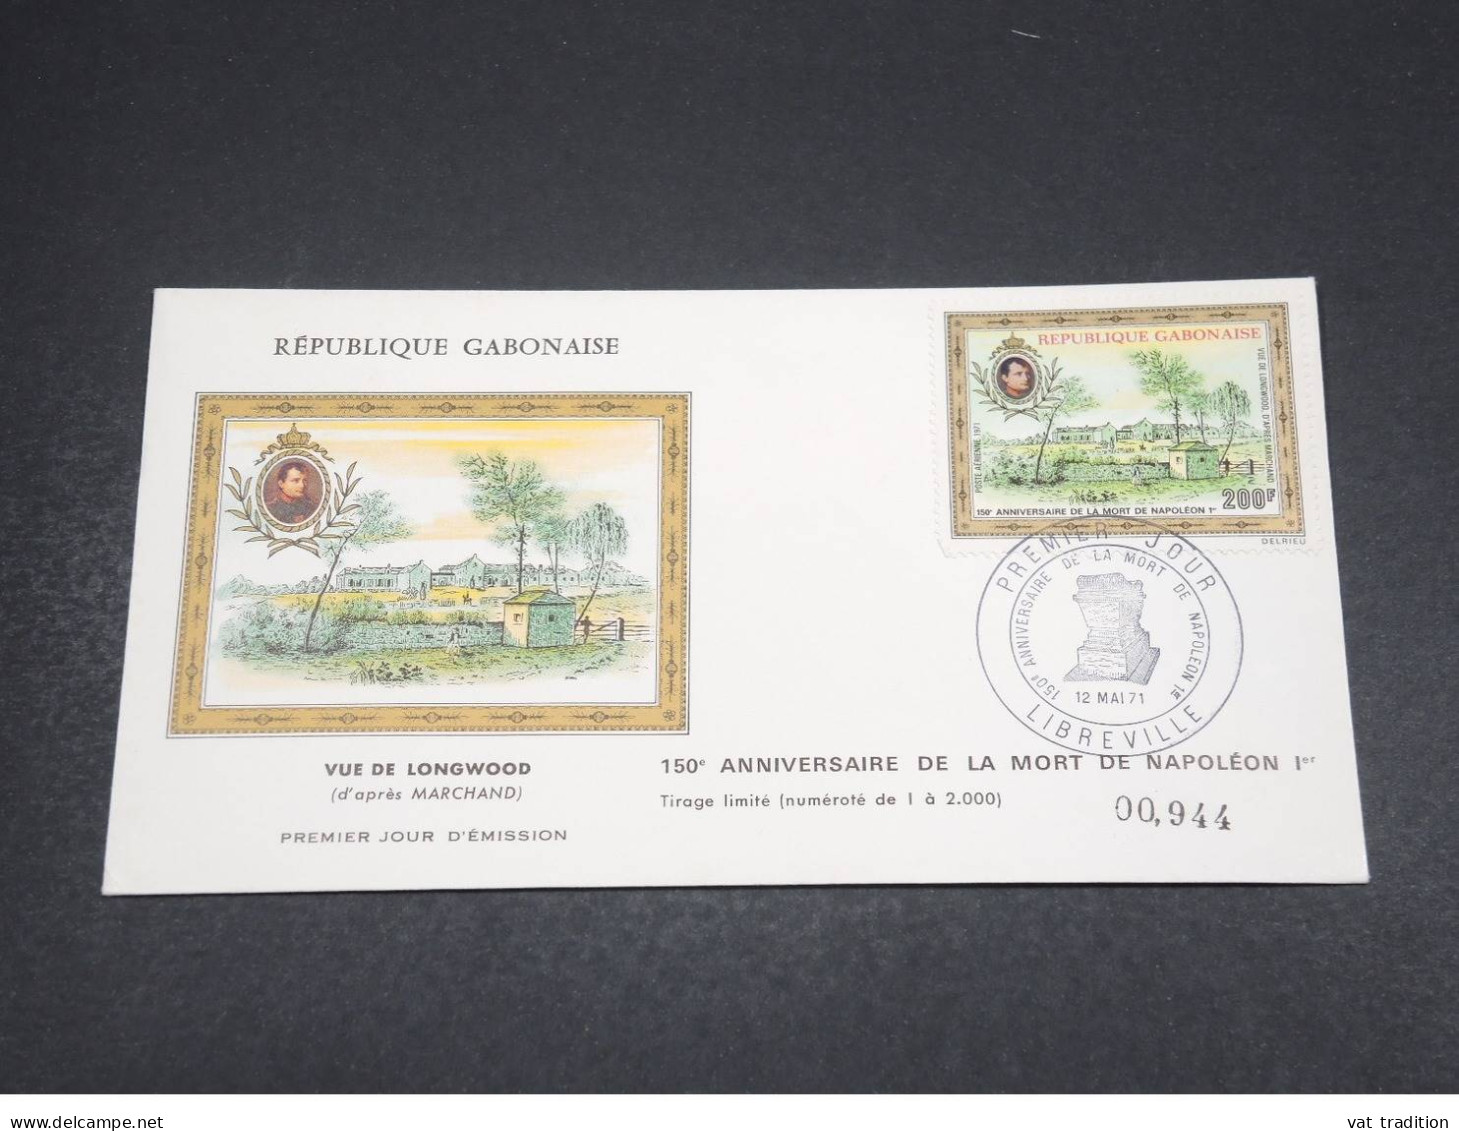 RÉPUBLIQUE GABONAISE
REPUBLIQUE GABONAISE
POSTE AÉRIENNE 1971
VUE DE LONGWOOD, D'APRÈS MARCHAND
200F
150e ANNIVERSAIRE DE LA MORT DE NAPOLÉON 1er
DELRIEU
PREMIER JOUR
150e ANNIVERSAIRE DE LA MORT DE NAPOLEON 1er
12 MAI 71
LIBREVILLE
VUE DE LONGWOOD
(d'après MARCHAND)
PREMIER JOUR D'ÉMISSION
150e ANNIVERSAIRE DE LA MORT DE NAPOLÉON Ier
Tirage limité (numéroté de 1 à 2.000)
00,944
delcampe.net
vat tradition